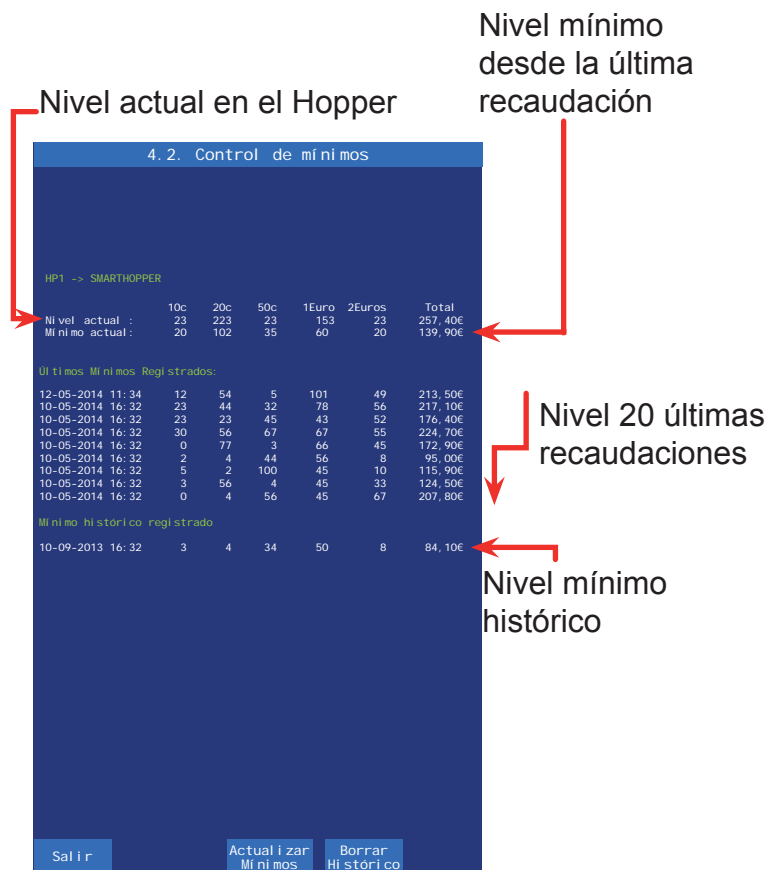 Nivel mínimo
desde la última
recaudación
Nivel actual en el Hopper
4.2. Control de mínimos
HP1 -> SMARTHOPPER
10c 20c 50c 1Euro 2Euros Total
Nivel actual : 23 223 23 153 23 257,40€
Mínimo actual: 20 102 35 60 20 139,90€
Últimos Mínimos Registrados:
12-05-2014 11:34 12 54 5 101 49 213,50€
10-05-2014 16:32 23 44 32 78 56 217,10€
10-05-2014 16:32 23 23 45 43 52 176,40€
10-05-2014 16:32 30 56 67 67 55 224,70€
10-05-2014 16:32 0 77 3 66 45 172,90€
10-05-2014 16:32 2 4 44 56 8 95,00€
10-05-2014 16:32 5 2 100 45 10 115,90€
10-05-2014 16:32 3 56 4 45 33 124,50€
10-05-2014 16:32 0 4 56 45 67 207,80€
Nivel 20 últimas
recaudaciones
Mínimo histórico registrado
10-09-2013 16:32 3 4 34 50 8 84,10€
Nivel mínimo
histórico
Salir
Actualizar
Mínimos
Borrar
Histórico